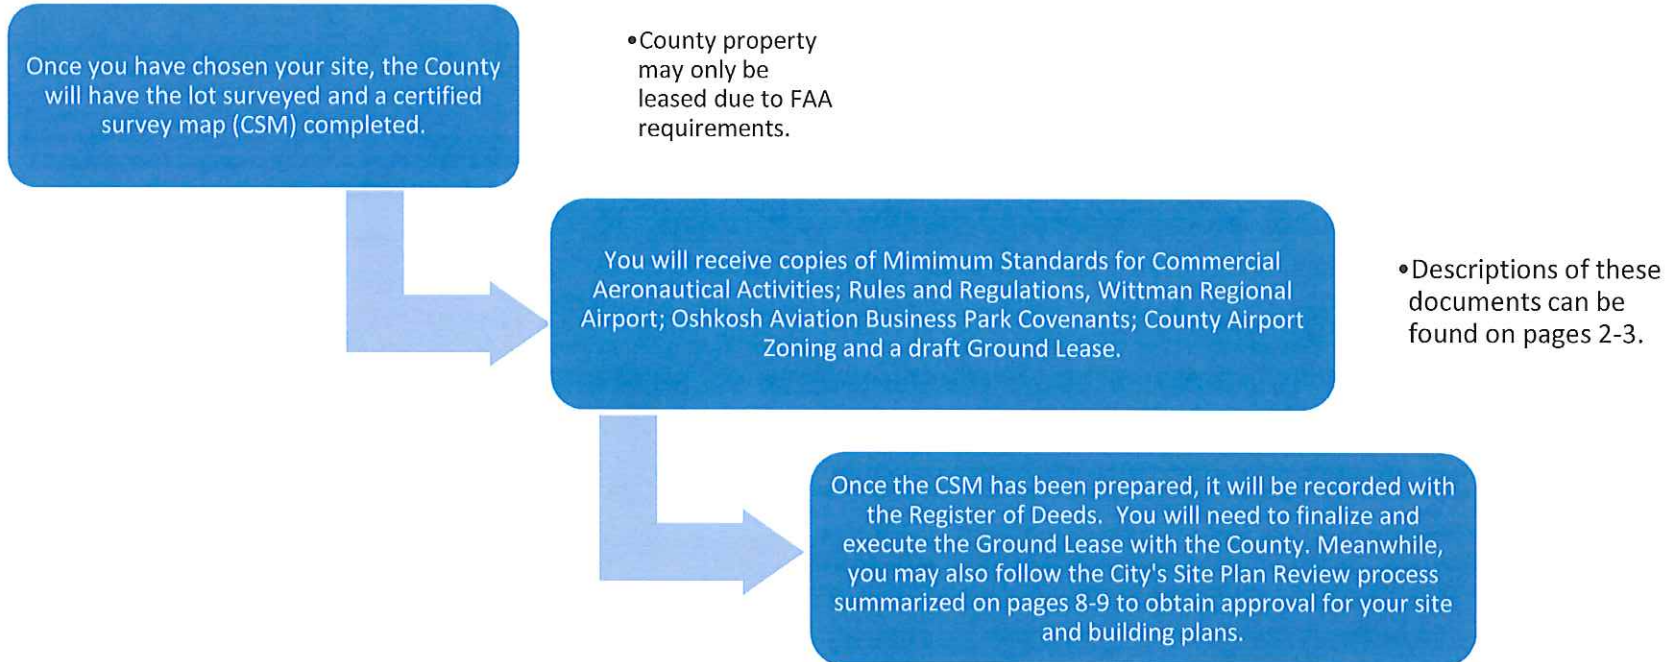 Once you have chosen your site, the County
will have the lot surveyed and a certified
survey map (CSM) completed.
•County property
may only be
leased due to FAA
requirements.
You will receive copies of Mimimum Standards for Commercial
Aeronautical Activities; Rules and Regulations, Wittman Regional
Airport; Oshkosh Aviation Business Park Covenants; County Airport
Zoning and a draft Ground Lease.
•Descriptions of these
documents can be
found on pages 2-3.
Once the CSM has been prepared, it will be recorded with
the Register of Deeds.  You will need to finalize and
execute the Ground Lease with the County. Meanwhile,
you may also follow the City's Site Plan Review process
summarized on pages 8-9 to obtain approval for your site
and building plans.